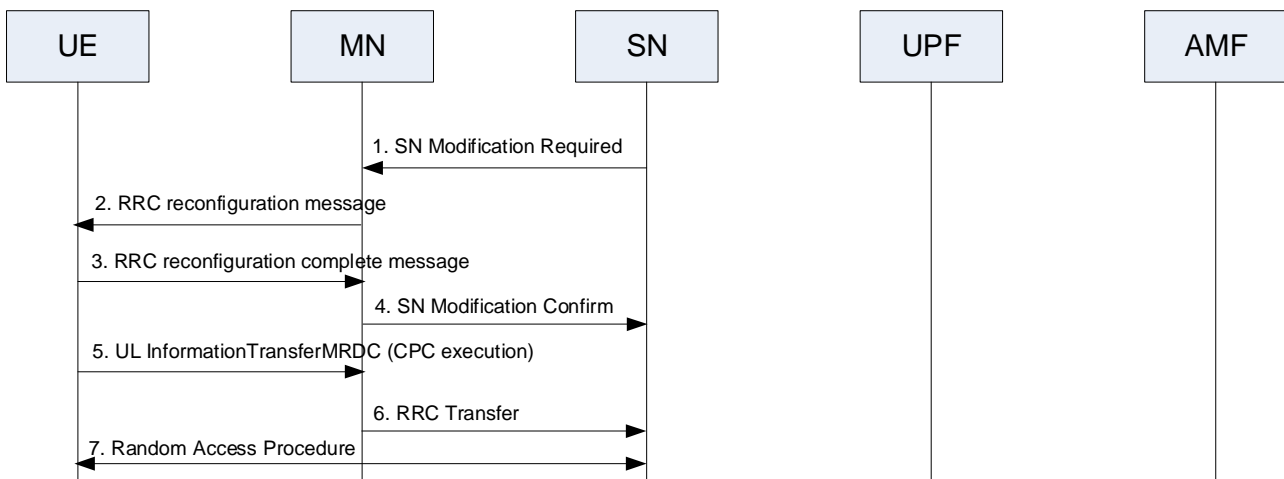 UE
MN
SN
UPF
AMF
1. SN Modification Required
2. RRC reconfiguration message
3. RRC reconfiguration complete message
4. SN Modification Confirm
5. UL InformationTransferMRDC (CPC execution)
6. RRC Transfer
7. Random Access Procedure